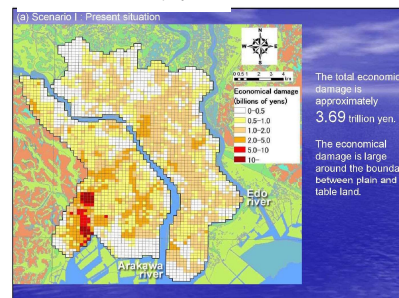 (a) Scenario I : Present situation
0 0.5 1 2 3 4
Economical damage
(billions of yens)
0-0.5
0.5-1.0
1.0-2.0
2.0-5.0
5.0-10
10-
Edo
river
Arakawa
river
The total economic
damage is
approximately
3.69 trillion yen.
The economical
damage is large
around the bounda
between plain and
table land.